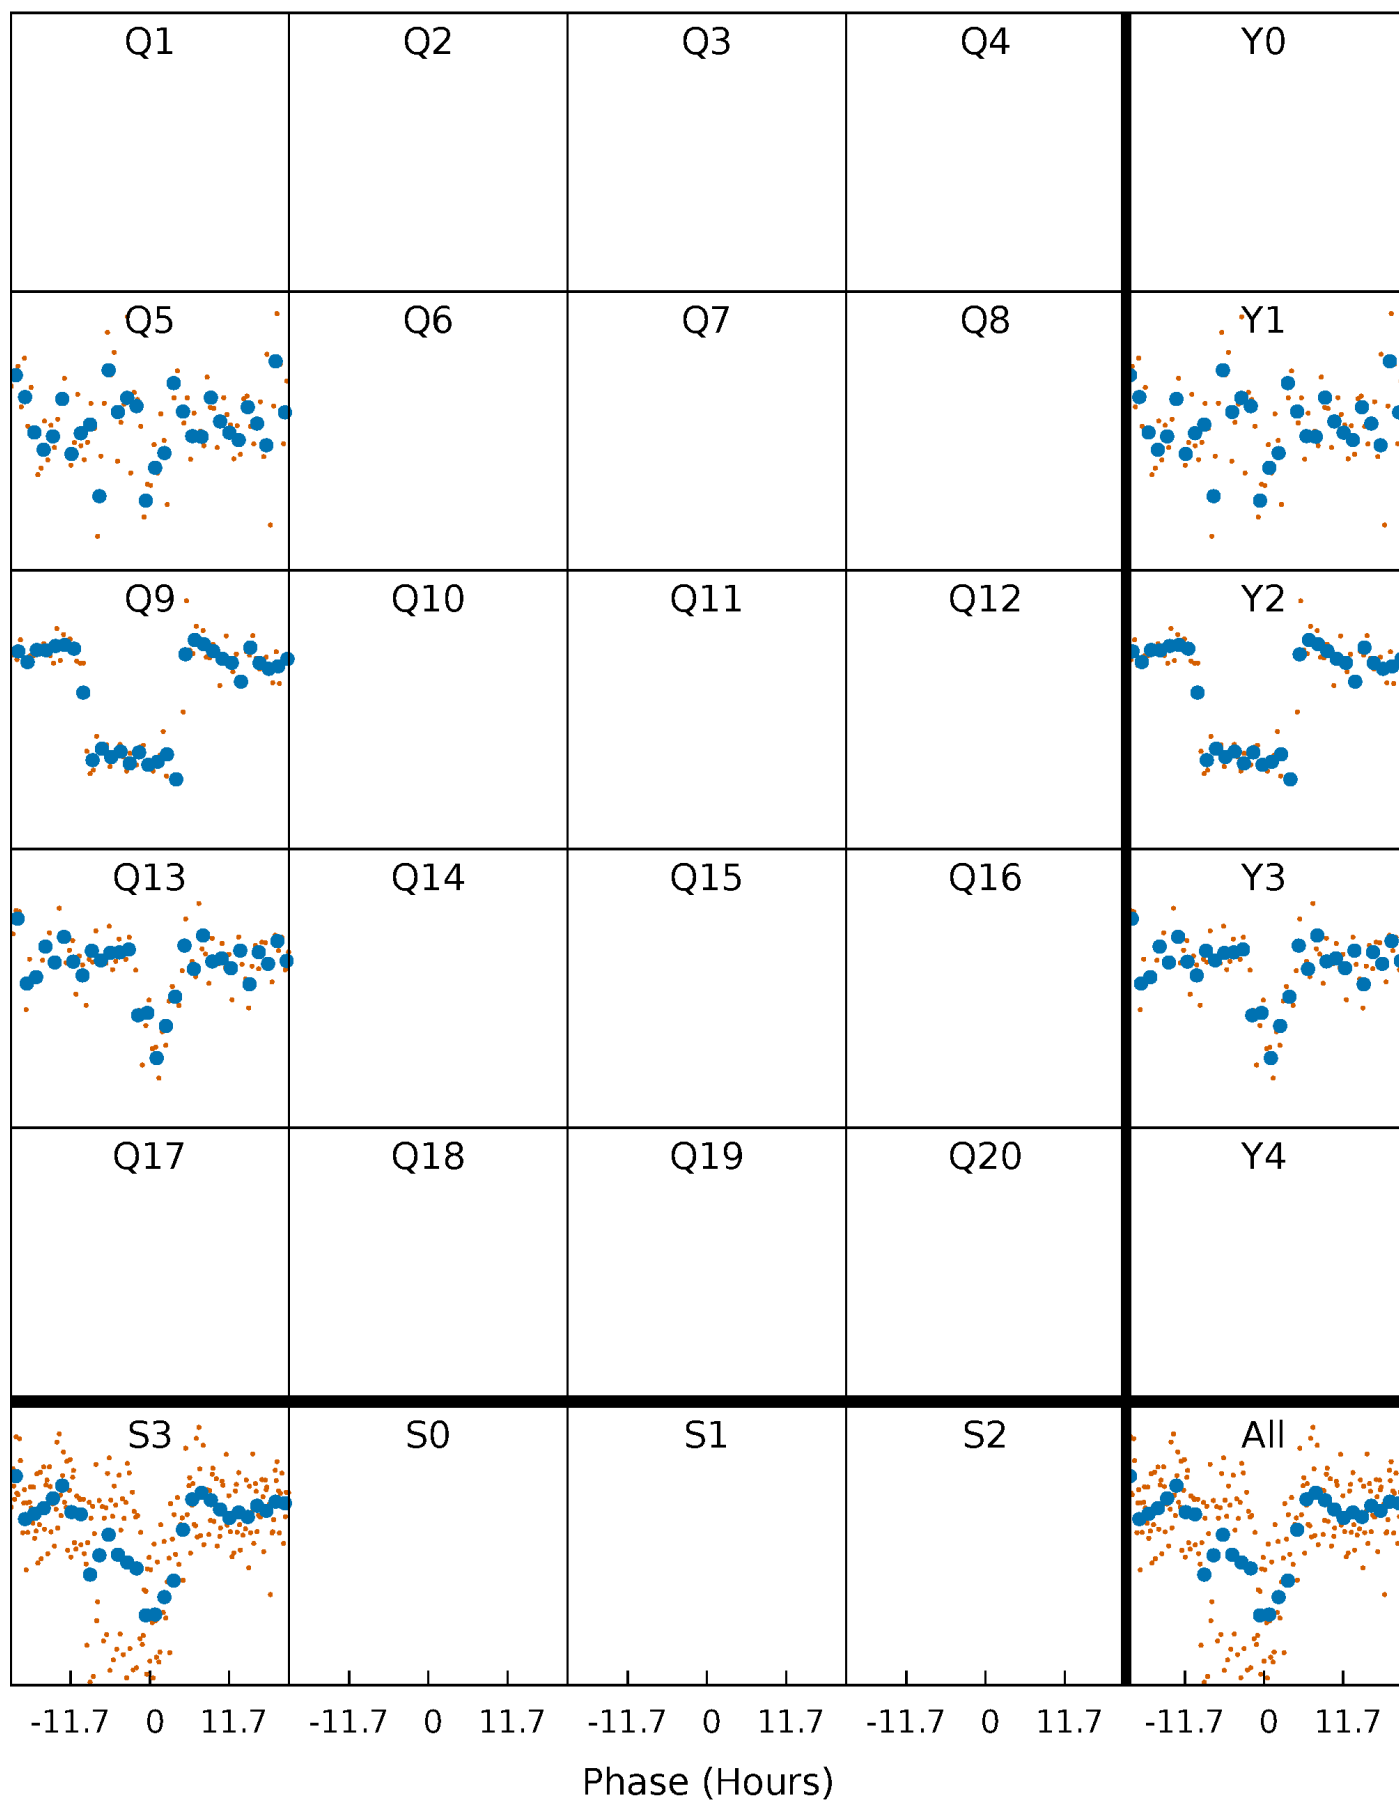 Q1 Q2 Q3 Q4 Y0
Q5 Q6 Q7 Q8 Y1
Q9 Q10 Q11 Q12 Y2
Q13 Q14 Q15 Q16 Y3
Q17 Q18 Q19 Q20 Y4
S3 S0 S1 S2 All
-11.7 0 11.7 -11.7 0 11.7 -11.7 0 11.7 -11.7 0 11.7 -11.7 0 11.7
Phase (Hours)